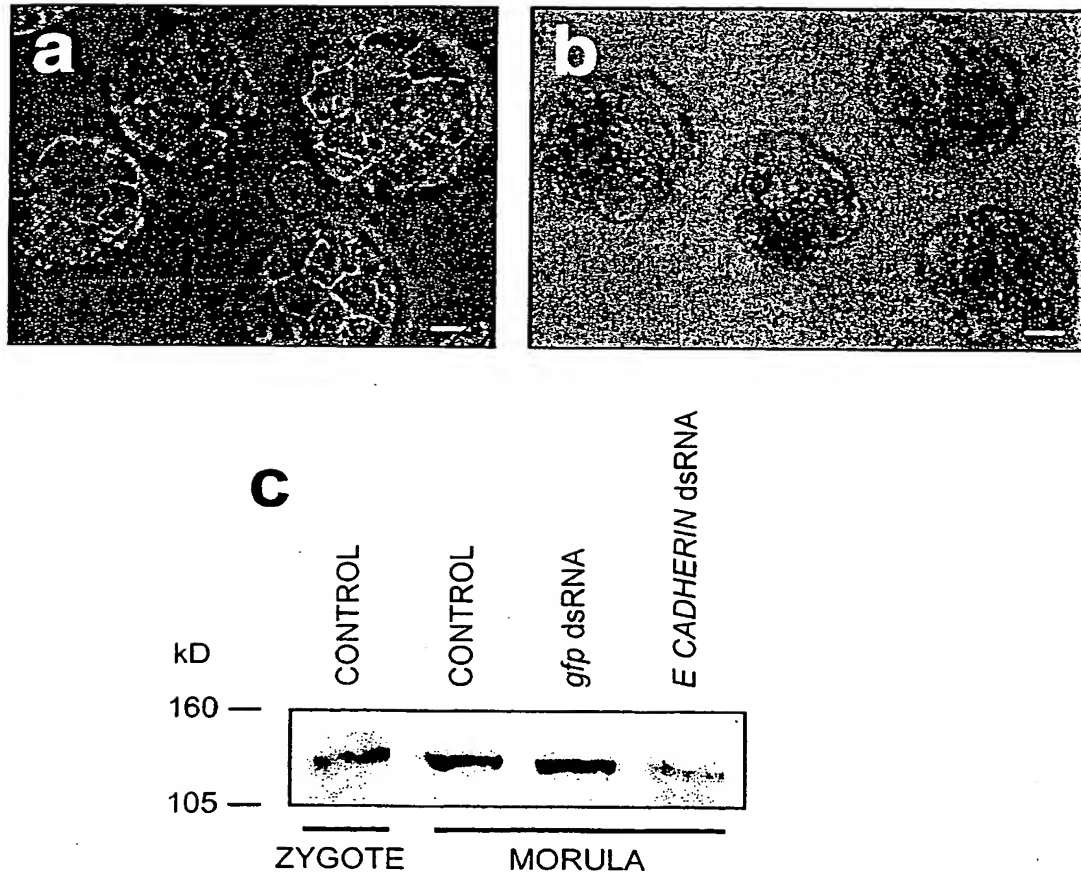 a
b
c
kD
CONTROL
CONTROL
gfp dsRNA
E CADHERIN dsRNA
160
105
ZYGOTE
MORULA